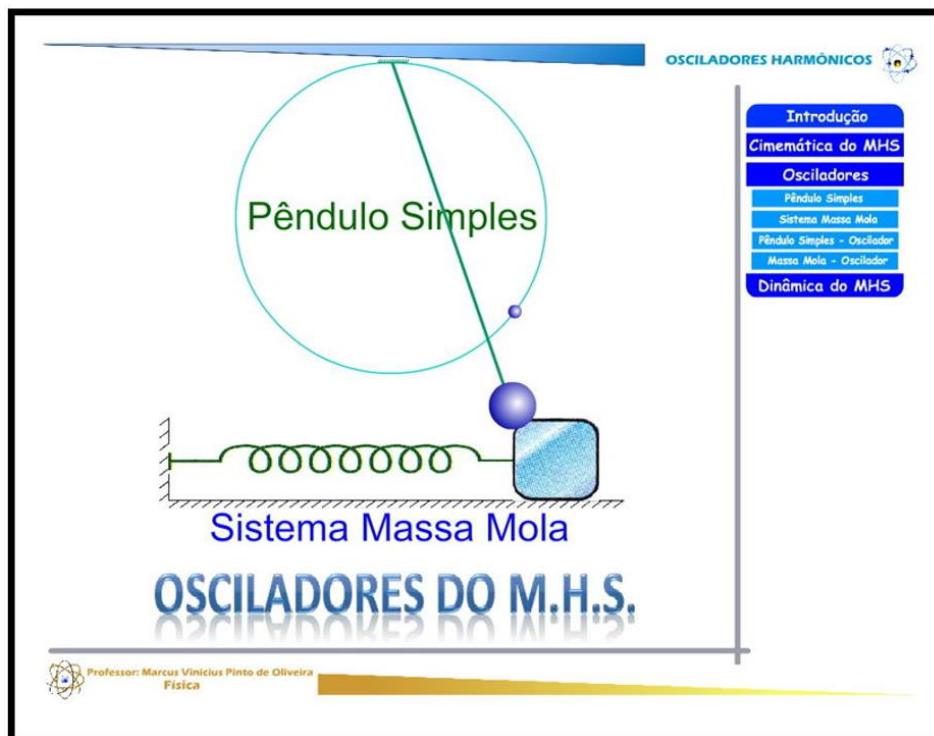 OSCILADORES HARMÔNICOS
Introdução
Cimemática do MHS
Osciladores
Pêndulo Simples
Sistema Massa Mola
Pêndulo Simples - Oscilador
Massa Mola - Oscilador
Dinâmica do MHS
Pêndulo Simples
Sistema Massa Mola
OSCILADORES DO M.H.S.
Professor: Marcus Vinicius Pinto de Oliveira
Física